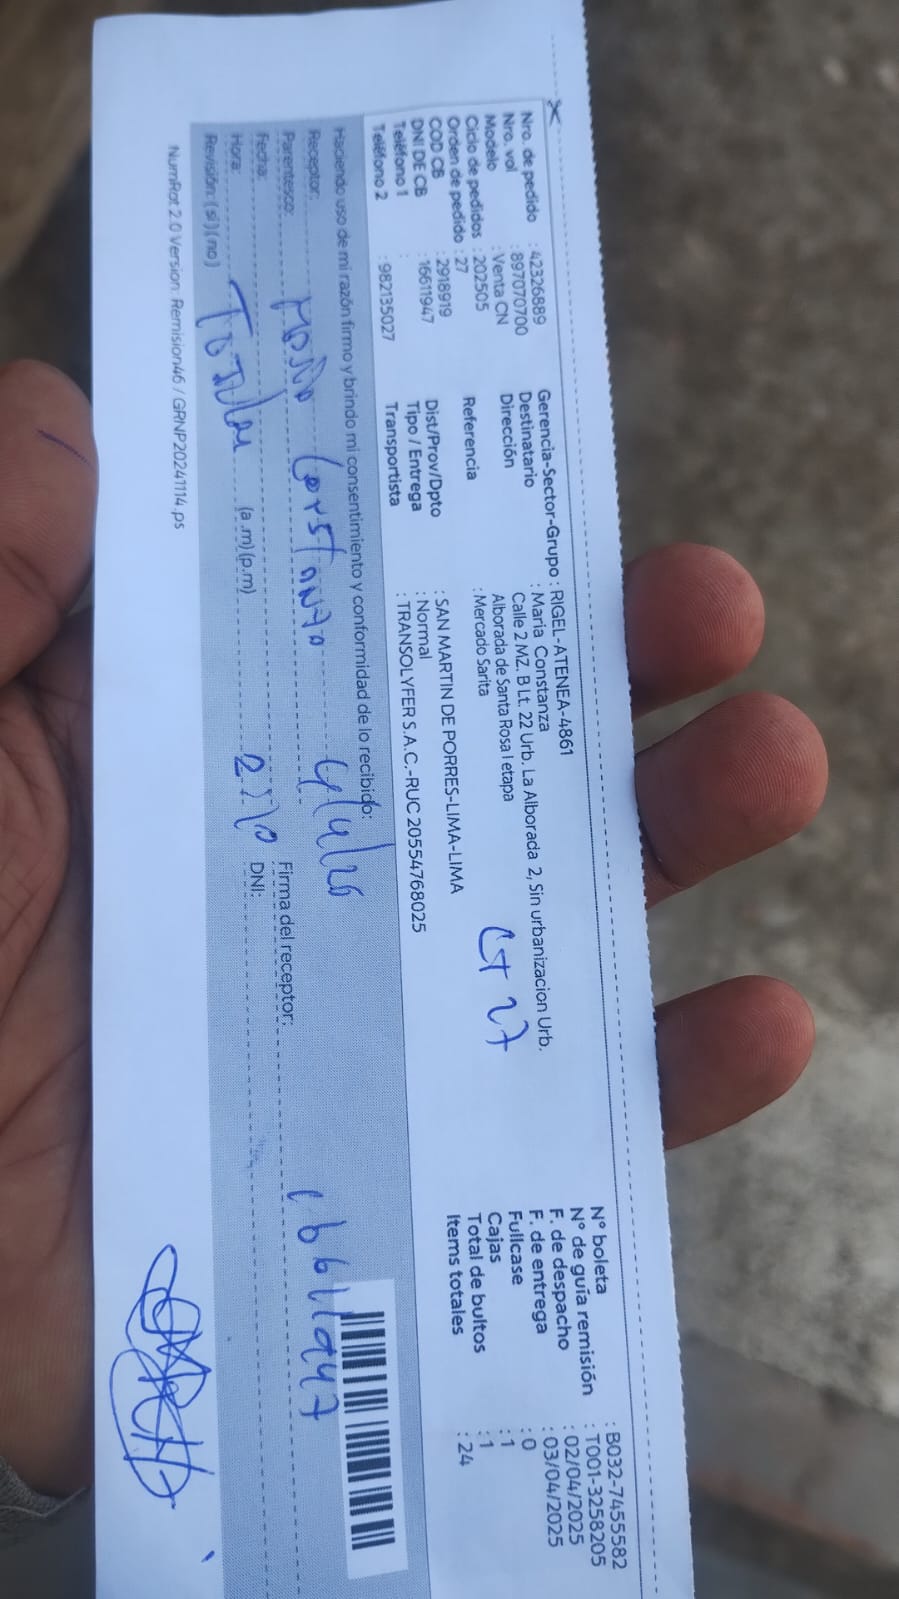 Nro. de pedido : 42326889
Nro. vol : 897070700
Modelo : Venta CN
Ciclo de pedidos : 202505
Orden de pedido : 27
COD CB : 2918919
DNI DE CB : 16611947
Teléfono 1 :
Teléfono 2 : 982135027
Gerencia-Sector-Grupo : RIGEL-ATENEA-4861
Destinatario : Maria Constanza
Dirección : Calle 2 MZ. B Lt. 22 Urb. La Alborada 2, Sin urbanizacion Urb.
Alborada de Santa Rosa I etapa
Referencia : Mercado Sarita
Dist/Prov/Dpto : SAN MARTIN DE PORRES-LIMA-LIMA
Tipo / Entrega : Normal
Transportista : TRANSOLYFER S.A.C.-RUC 20554768025
N° boleta : B032-7455582
N° de guía remisión : T001-3258205
F. de despacho : 02/04/2025
F. de entrega : 03/04/2025
Fullcase : 0
Cajas : 1
Total de bultos : 1
Items totales : 24
Haciendo uso de mi razón firmo y brindo mi consentimiento y conformidad de lo recibido:
Receptor:
Parentesco:
Fecha:
Hora: (a.m)(p.m)
Revisión: (si)(no)
Firma del receptor:
DNI:
16611947
NumRot 2.0 Version: Remision46 / GRNP20241114.ps